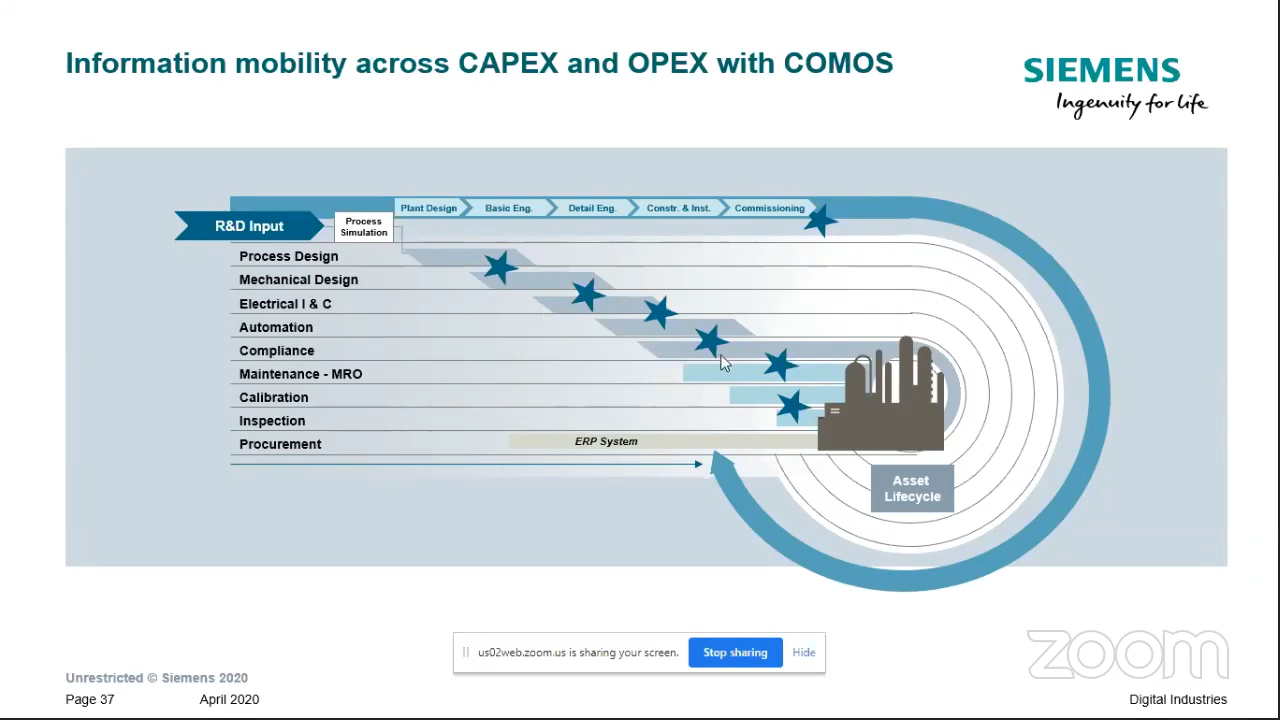 Information mobility across CAPEX and OPEX with COMOS
SIEMENS
Ingenuity for life
Plant Design
Basic Eng.
Detail Eng.
Constr. & Inst.
Commissioning
R&D Input
Process
Simulation
Process Design
Mechanical Design
Electrical I & C
Automation
Compliance
Maintenance - MRO
Calibration
Inspection
Procurement
ERP System
Asset
Lifecycle
us02web.zoom.us is sharing your screen.
Stop sharing
Hide
zoom
Unrestricted © Siemens 2020
Page 37
April 2020
Digital Industries